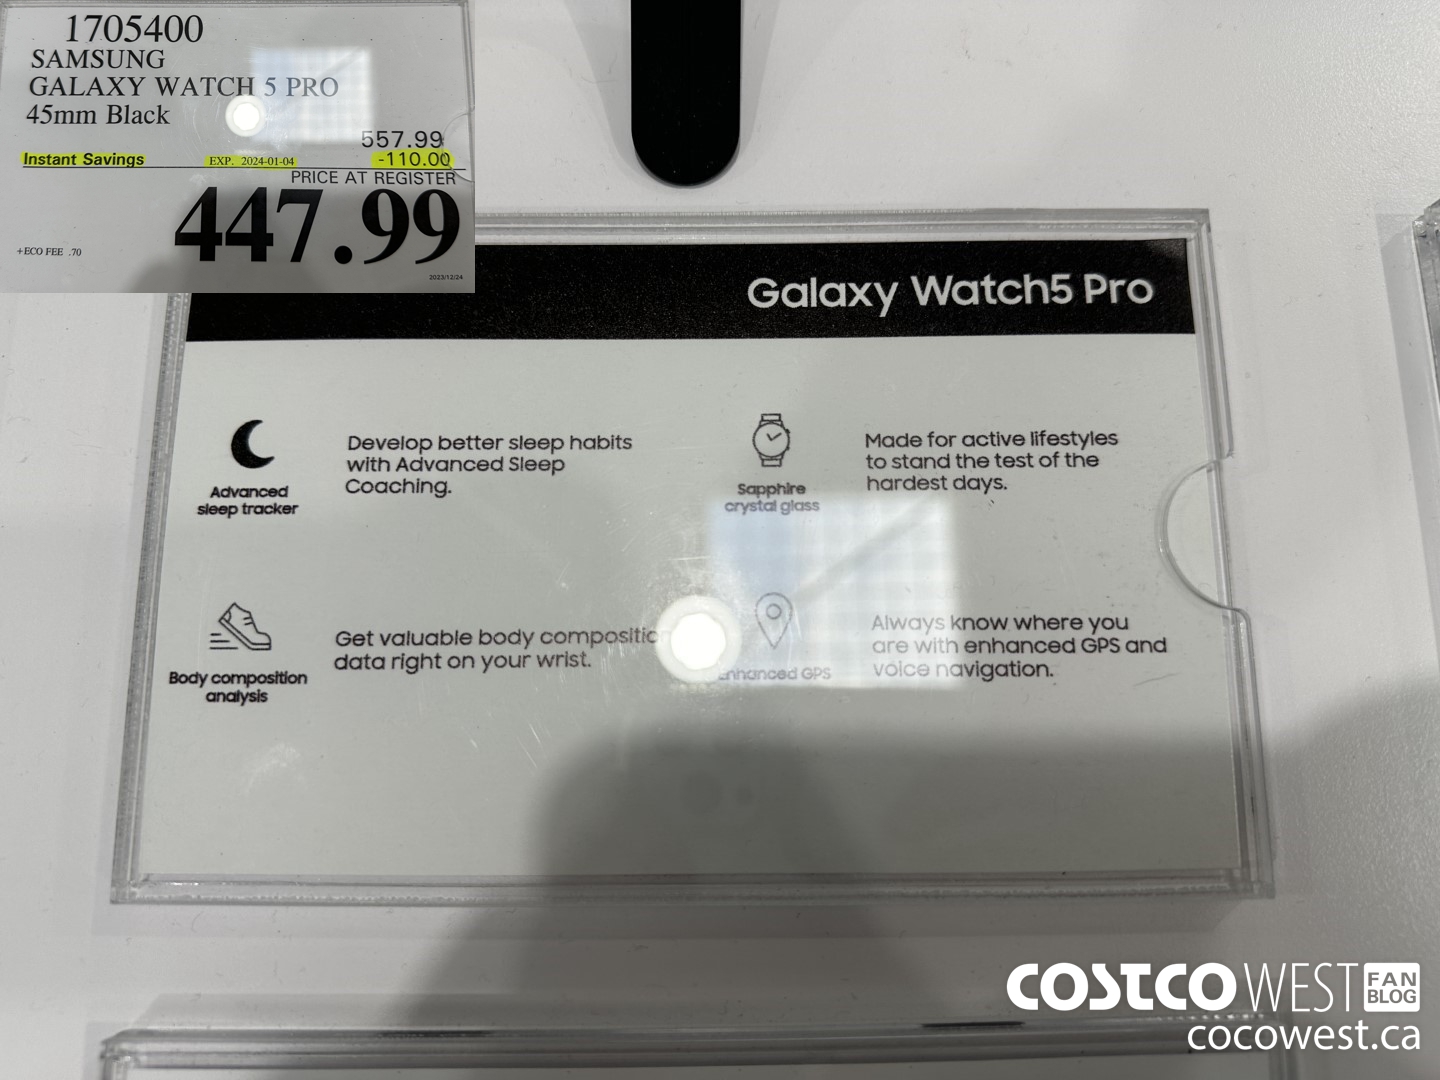 1705400
SAMSUNG
GALAXY WATCH 5 PRO
45mm Black
557.99
Instant Savings EXP. 2024-01-04 -110.00
PRICE AT REGISTER
447.99
+ECO FEE .70
2023/12/24
Galaxy Watch5 Pro
Advanced
sleep tracker
Develop better sleep habits
with Advanced Sleep
Coaching.
Sapphire
crystal glass
Made for active lifestyles
to stand the test of the
hardest days.
Body composition
analysis
Get valuable body compositio
data right on your wrist.
Enhanced GPS
Always know where you
are with enhanced GPS and
voice navigation.
COSTCO WEST FAN
BLOG
cocowest.ca